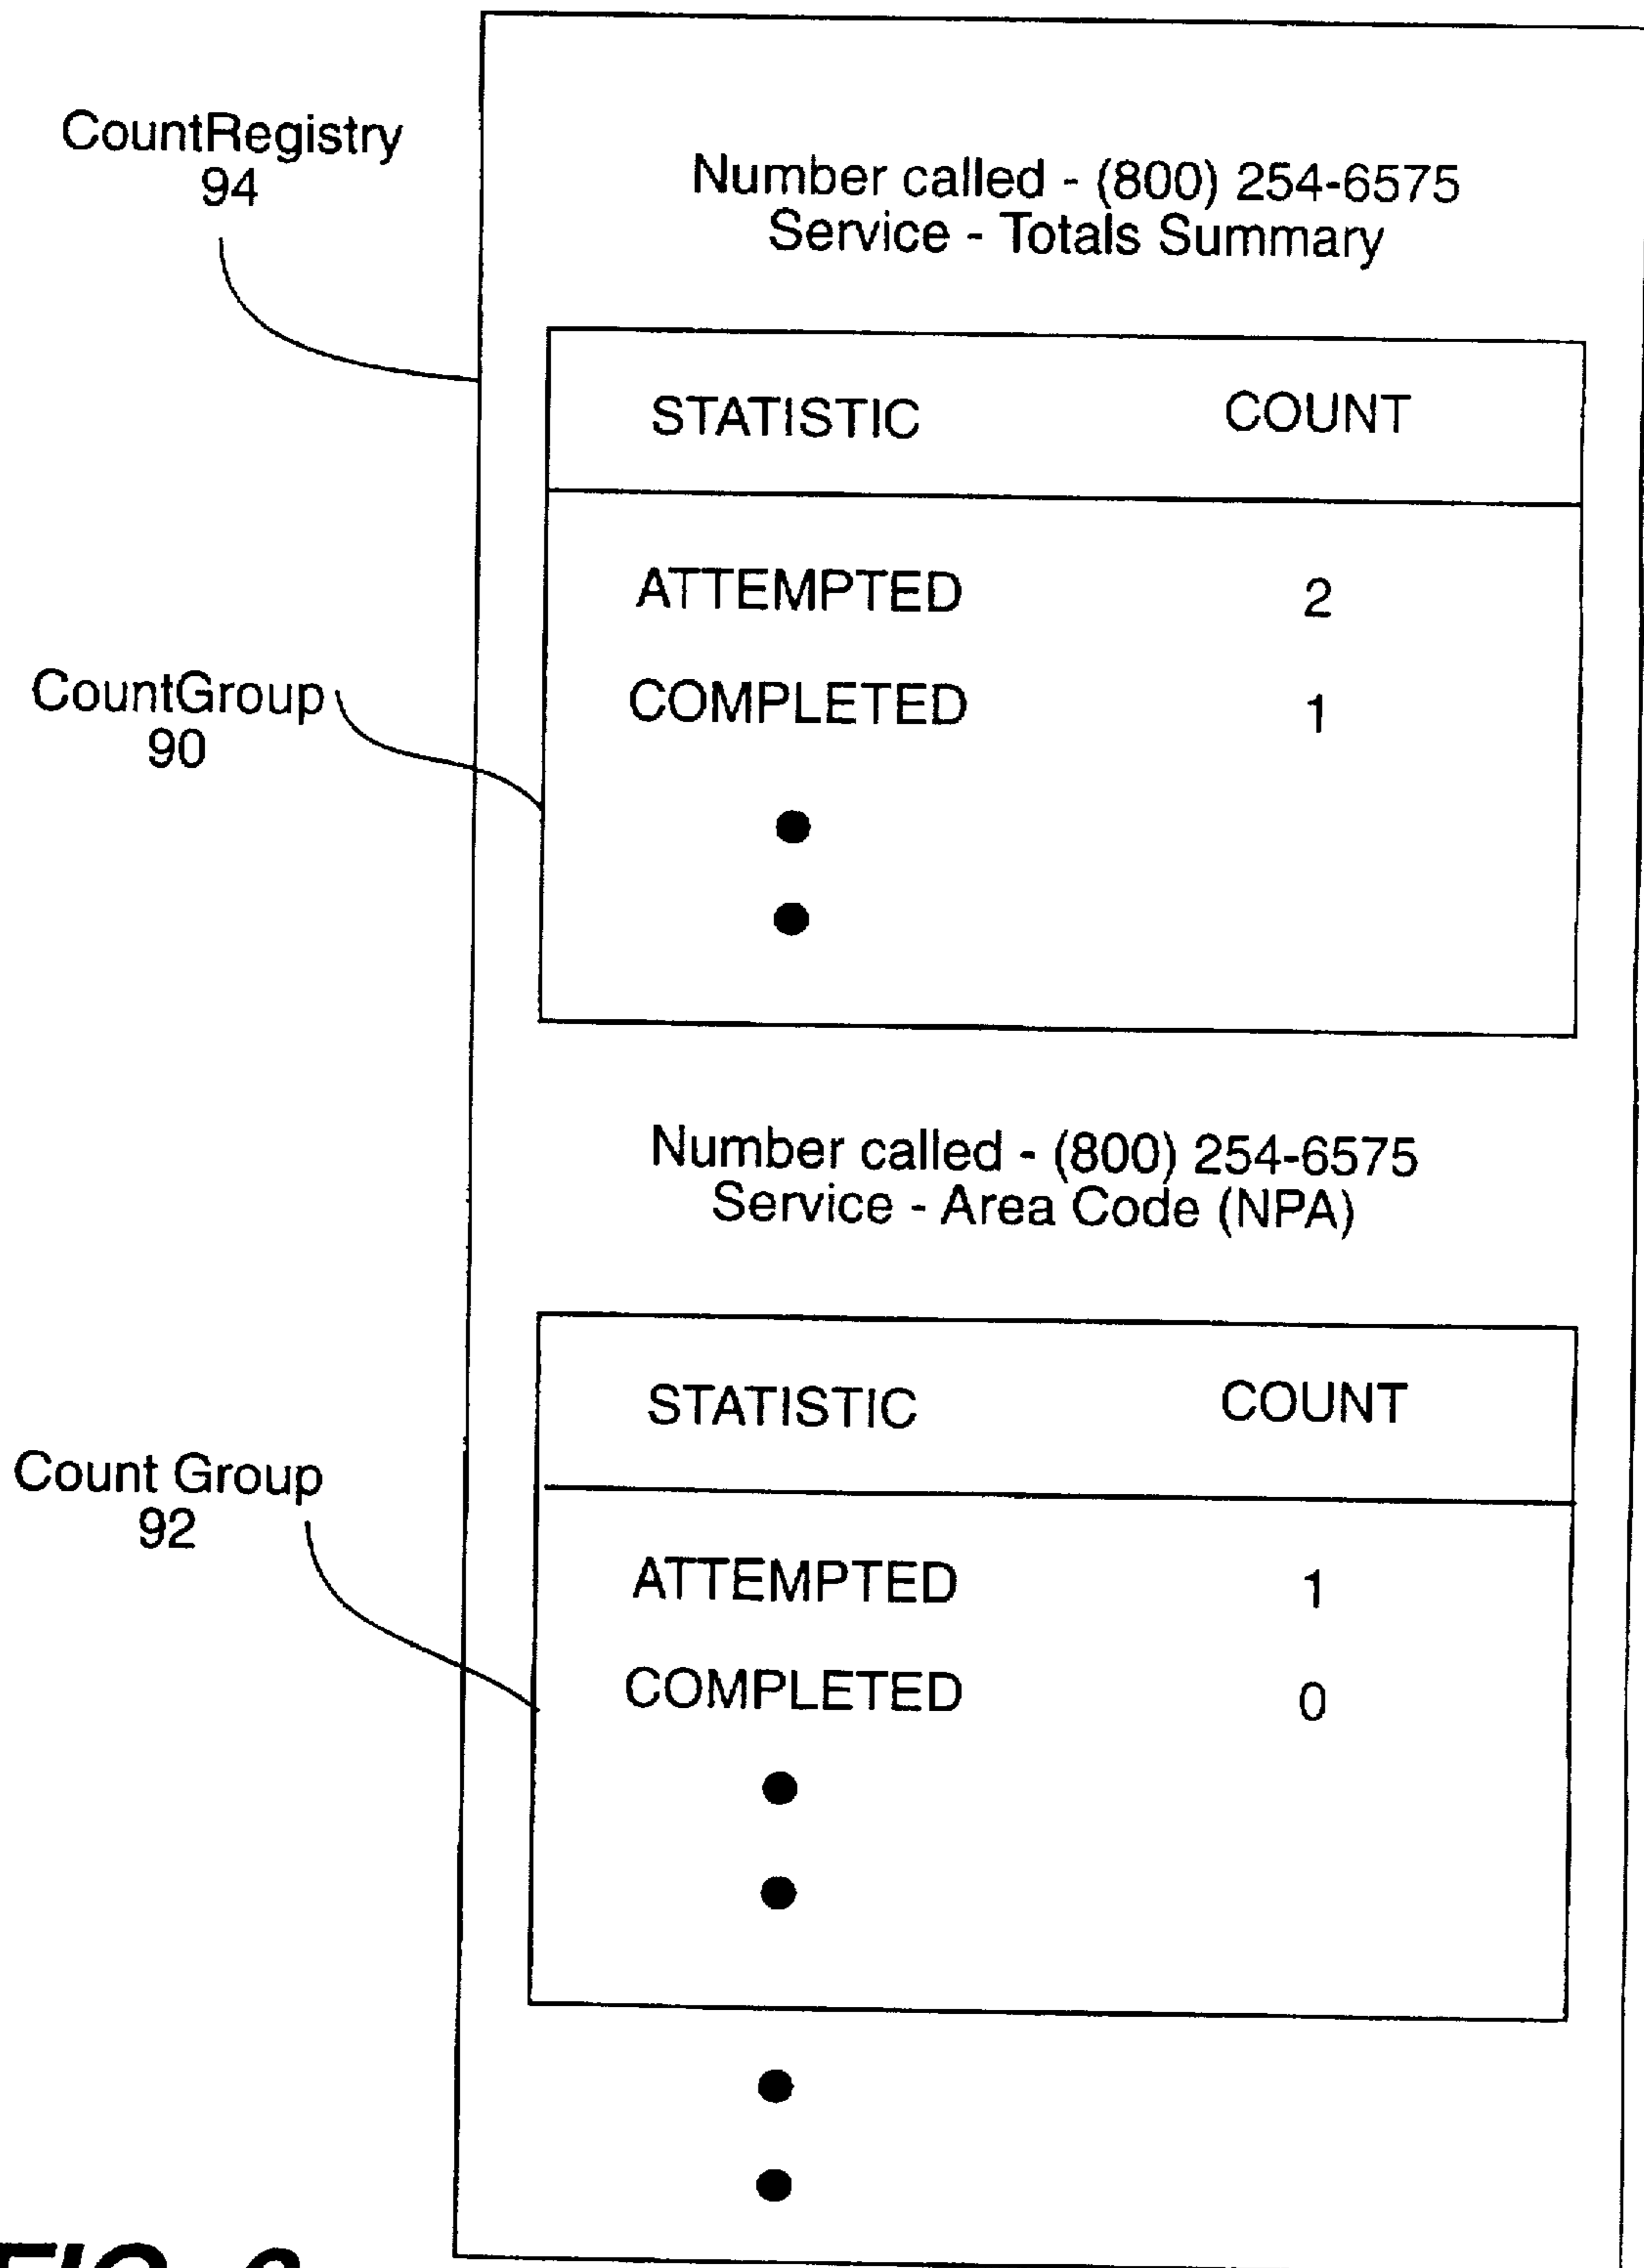 CountRegistry
94
Number called - (800) 254-6575
Service - Totals Summary
STATISTIC COUNT
ATTEMPTED 2
COMPLETED 1
CountGroup
90
Number called - (800) 254-6575
Service - Area Code (NPA)
STATISTIC COUNT
Count Group
92
ATTEMPTED 1
COMPLETED 0